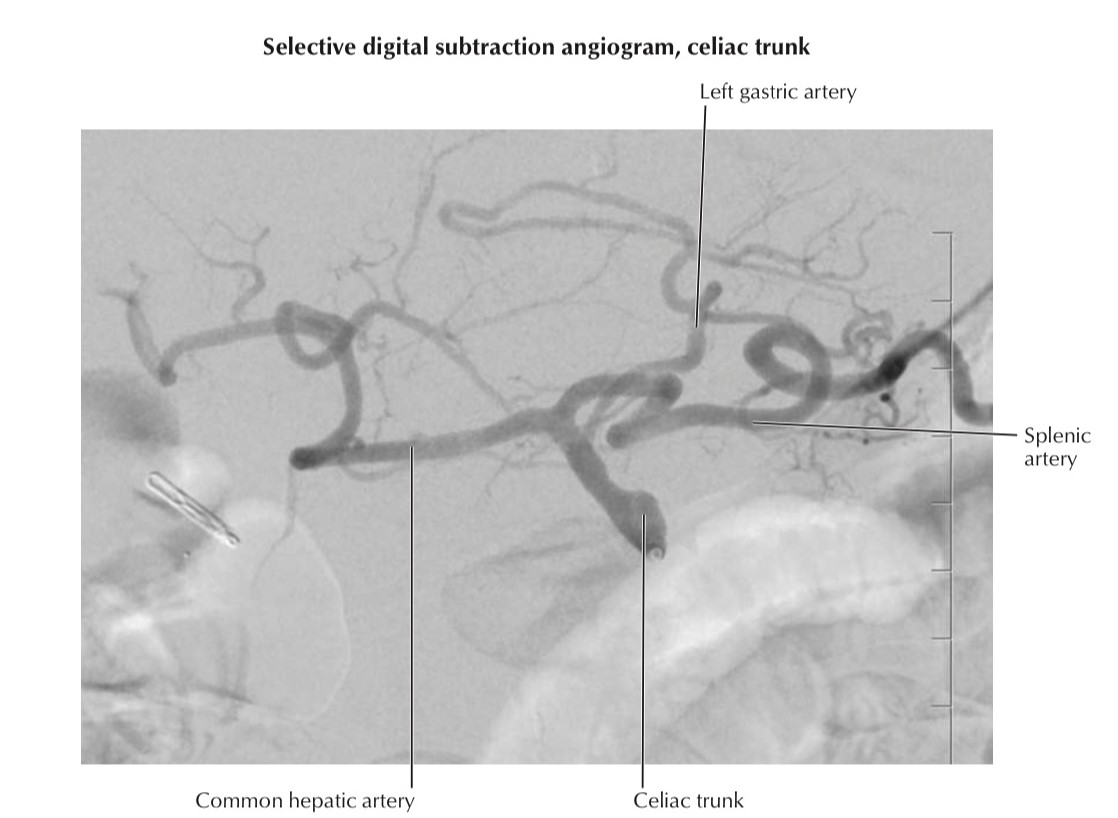 Selective digital subtraction angiogram, celiac trunk
Left gastric artery
Splenic
artery
Common hepatic artery
Celiac trunk